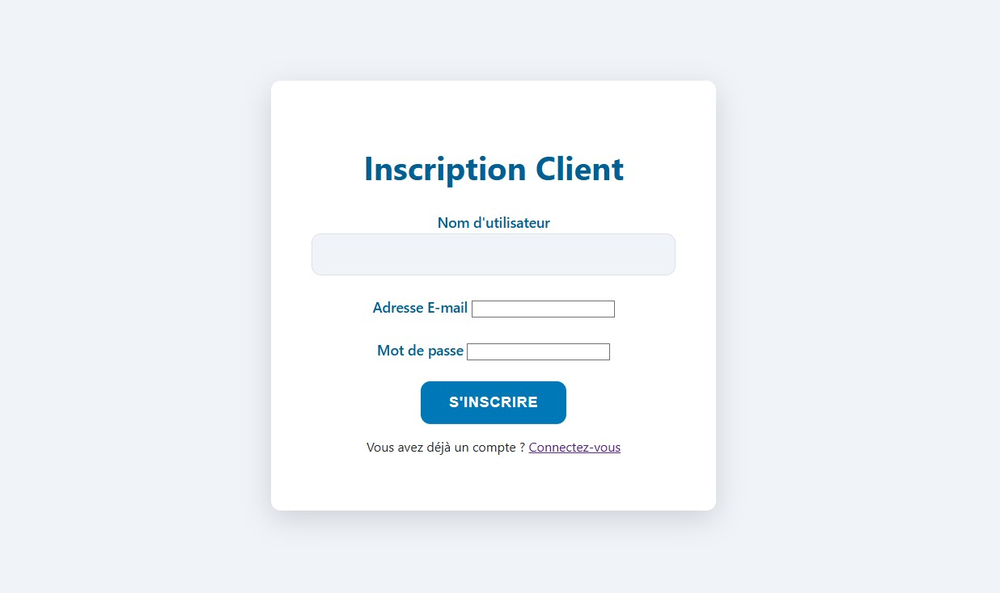 Inscription Client
Nom d'utilisateur
Adresse E-mail
Mot de passe
S'INSCRIRE
Vous avez déjà un compte ? Connectez-vous